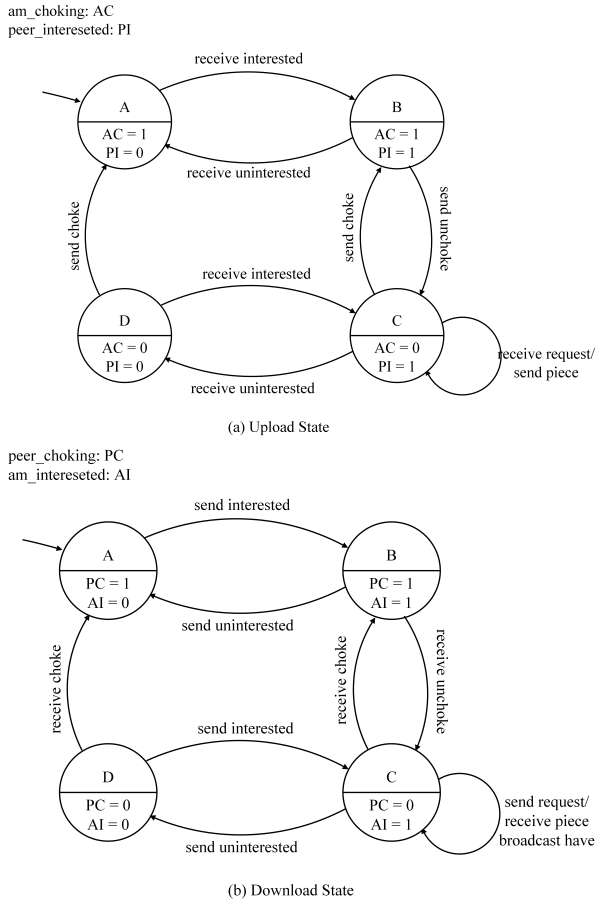 am_choking: AC
peer_intereseted: PI
receive interested
A
AC = 1
PI = 0
B
AC = 1
PI = 1
receive uninterested
send choke
send choke
send unchoke
receive interested
D
AC = 0
PI = 0
C
AC = 0
PI = 1
receive request/
send piece
receive uninterested
(a) Upload State
peer_choking: PC
am_intereseted: AI
send interested
A
PC = 1
AI = 0
B
PC = 1
AI = 1
send uninterested
receive choke
receive choke
receive unchoke
send interested
D
PC = 0
AI = 0
C
PC = 0
AI = 1
send request/
receive piece
broadcast have
send uninterested
(b) Download State